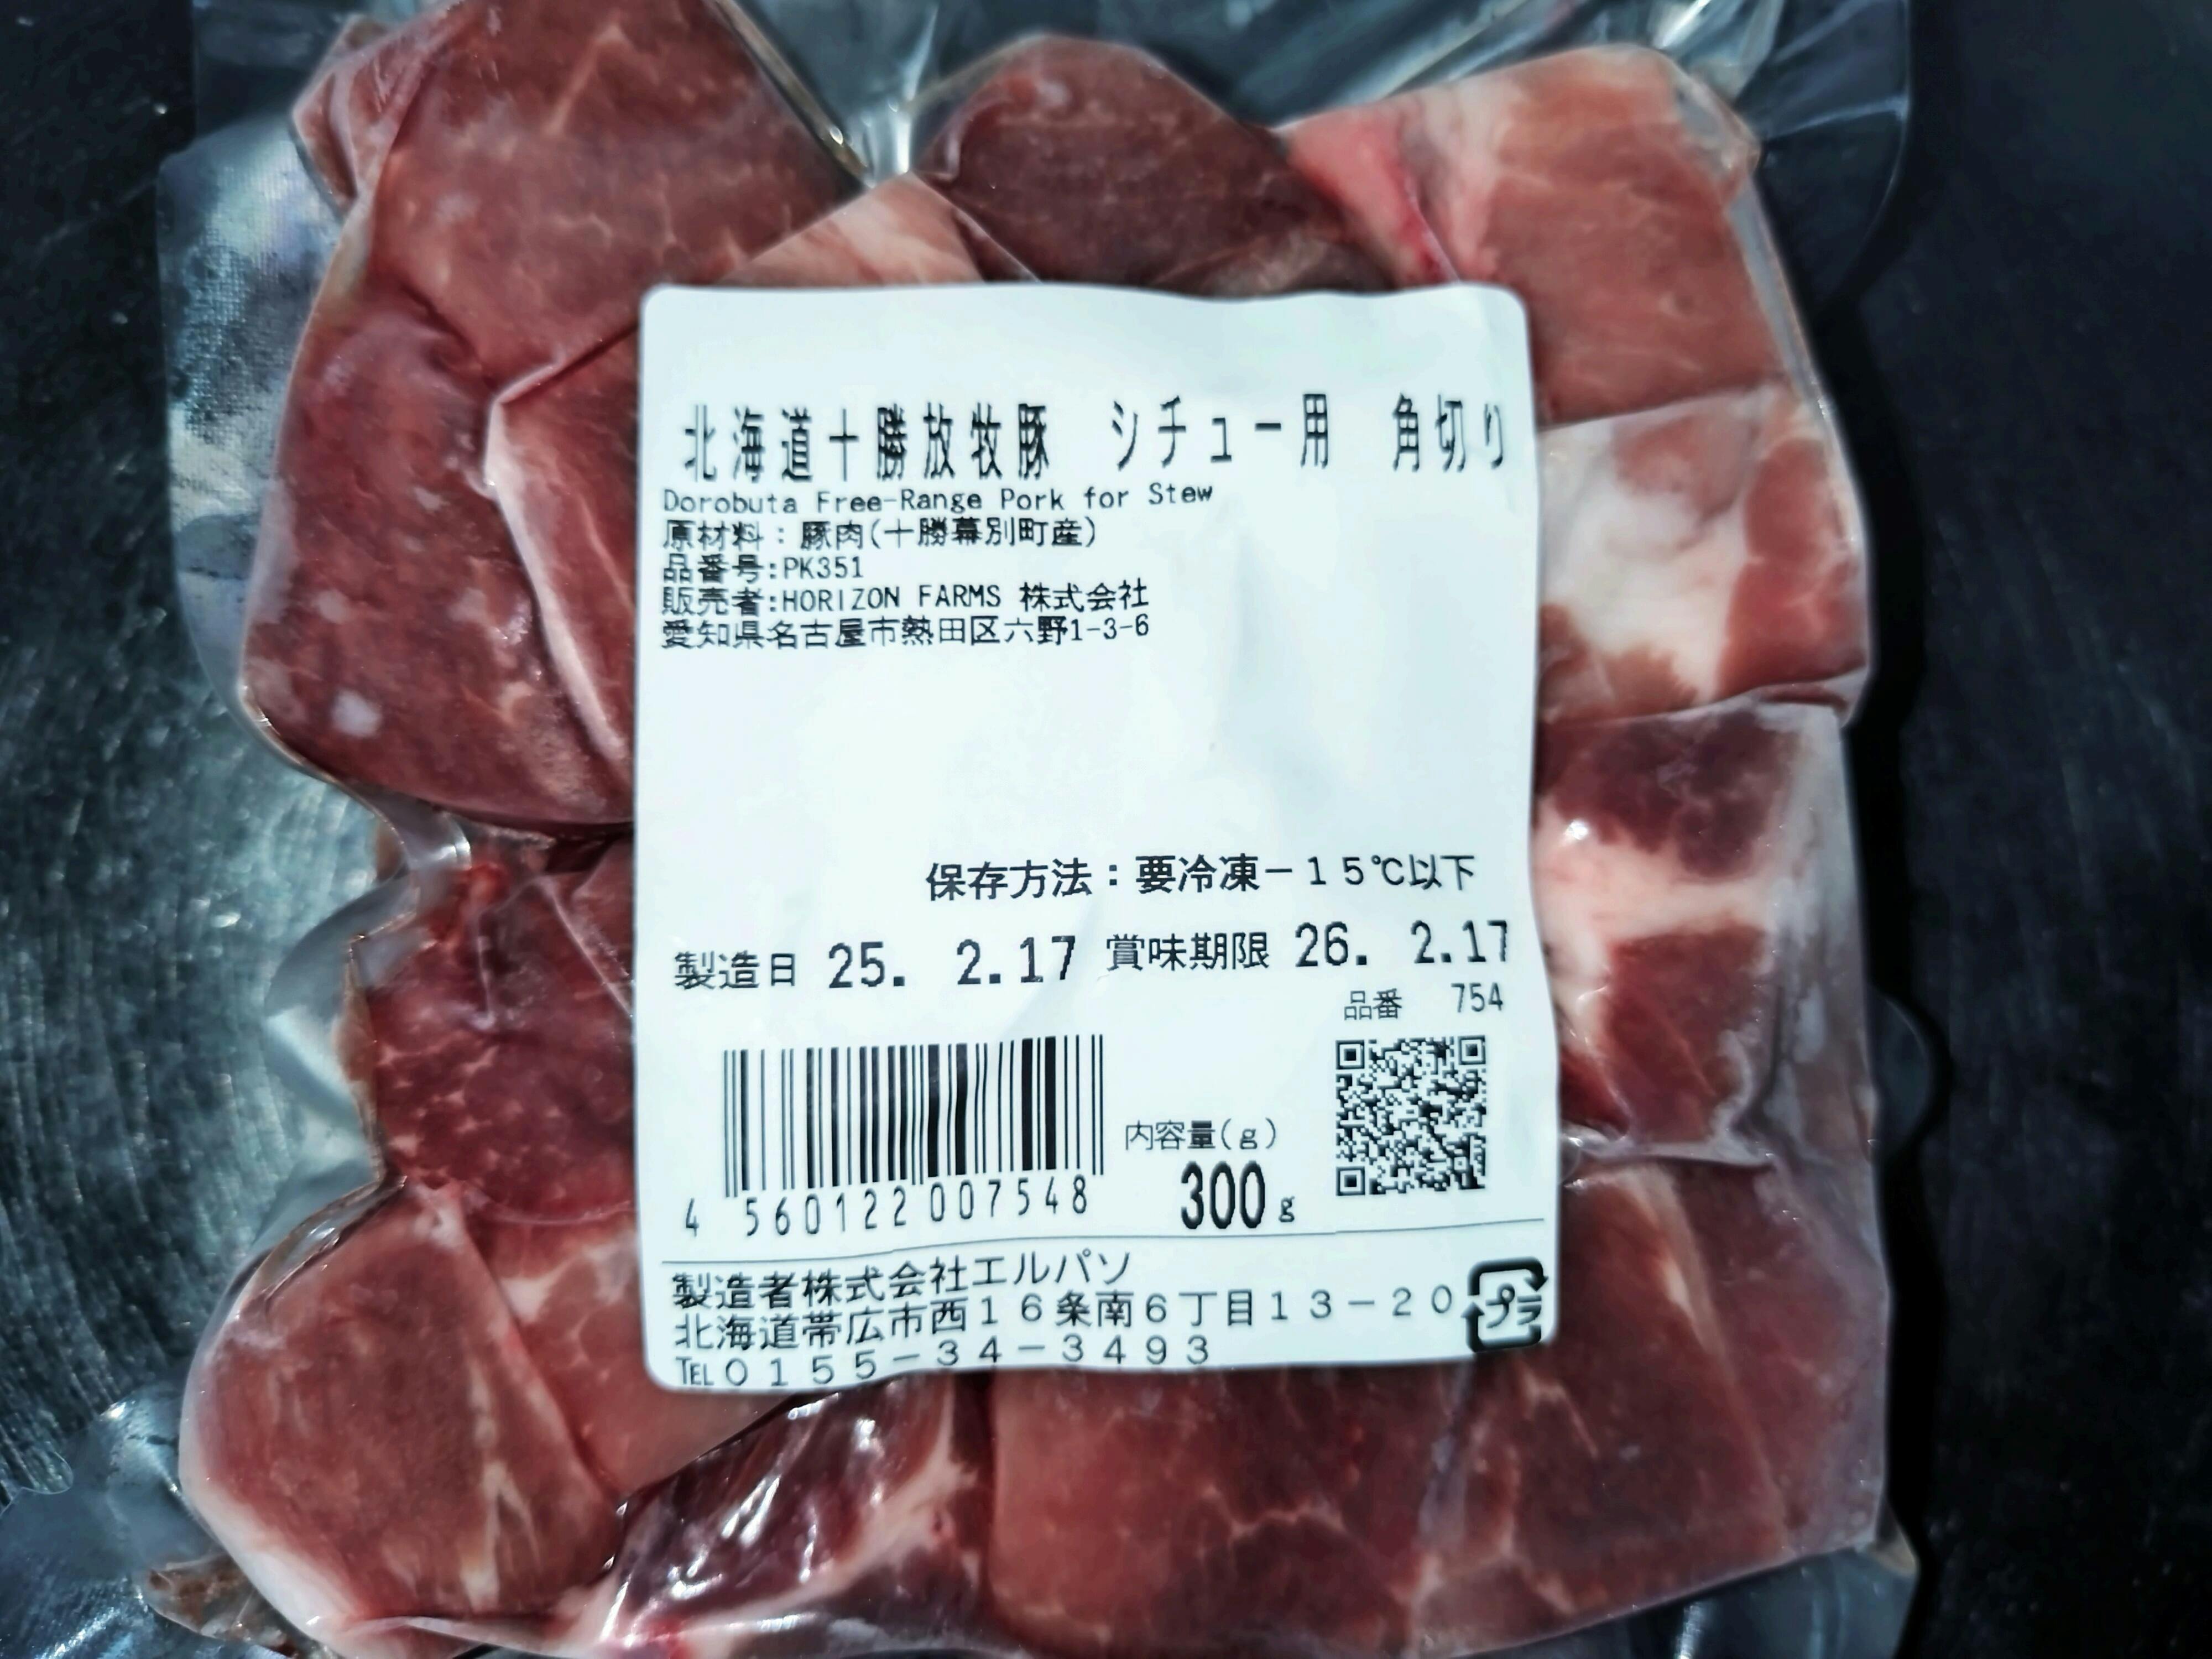 北海道十勝放牧豚 シチュー用 角切り
Dorobuta Free-Range Pork for Stew
原材料：豚肉(十勝幕別町産)
品番号:PK351
販売者:HORIZON FARMS 株式会社
愛知県名古屋市熱田区六野1-3-6
保存方法：要冷凍－１５℃以下
製造日 25. 2.17 賞味期限 26. 2.17
品番 754
内容量(g)
300g
4 560122 007548
製造者株式会社エルパソ
北海道帯広市西１６条南６丁目１３－２０
TEL０１５５－３４－３４９３
プラ